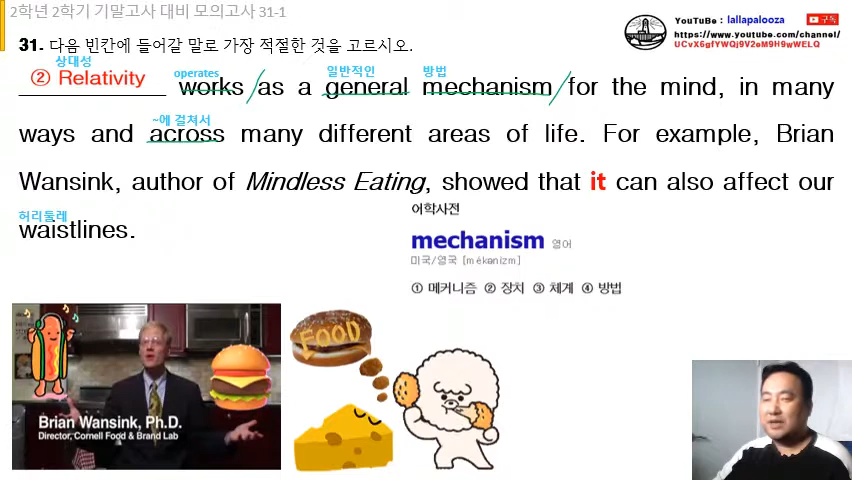 2학년 2학기 기말고사 대비 모의고사 31-1
YouTuBe : lallapalooza
구독
https://www.youtube.com/channel/
UCvX6gfYWQj9V2eM9H9wWELQ
31. 다음 빈칸에 들어갈 말로 가장 적절한 것을 고르시오.
상대성 operates 일반적인 방법
② Relativity works as a general mechanism for the mind, in many
~에 걸쳐서
ways and across many different areas of life. For example, Brian
Wansink, author of Mindless Eating, showed that it can also affect our
허리둘레
waistlines.
어학사전
mechanism 영어
미국/영국 [mékənizm]
① 메커니즘 ② 장치 ③ 체계 ④ 방법
FOOD
Brian Wansink, Ph.D.
Director, Cornell Food & Brand Lab